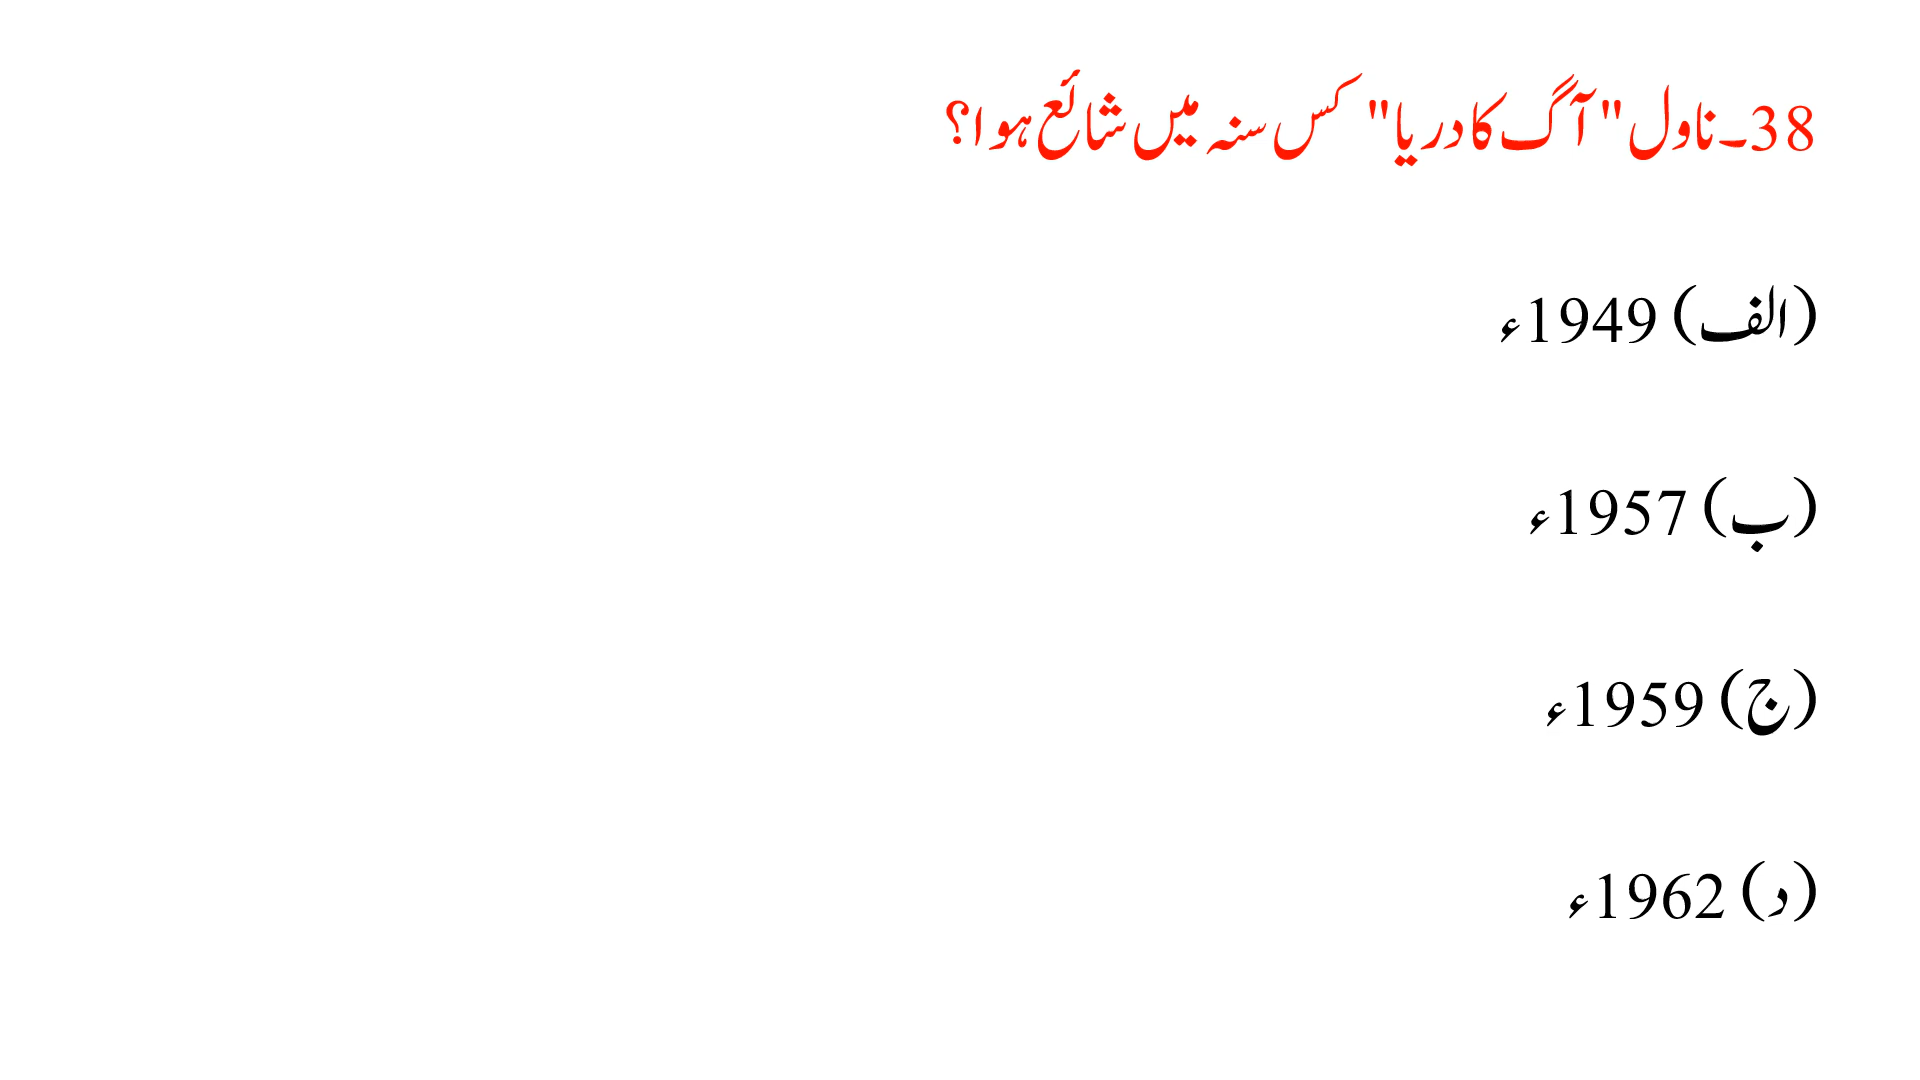 38۔ناول "آگ کا دریا" کس سنہ میں شائع ہوا؟
(الف) 1949ء
(ب) 1957ء
(ج) 1959ء
(د) 1962ء